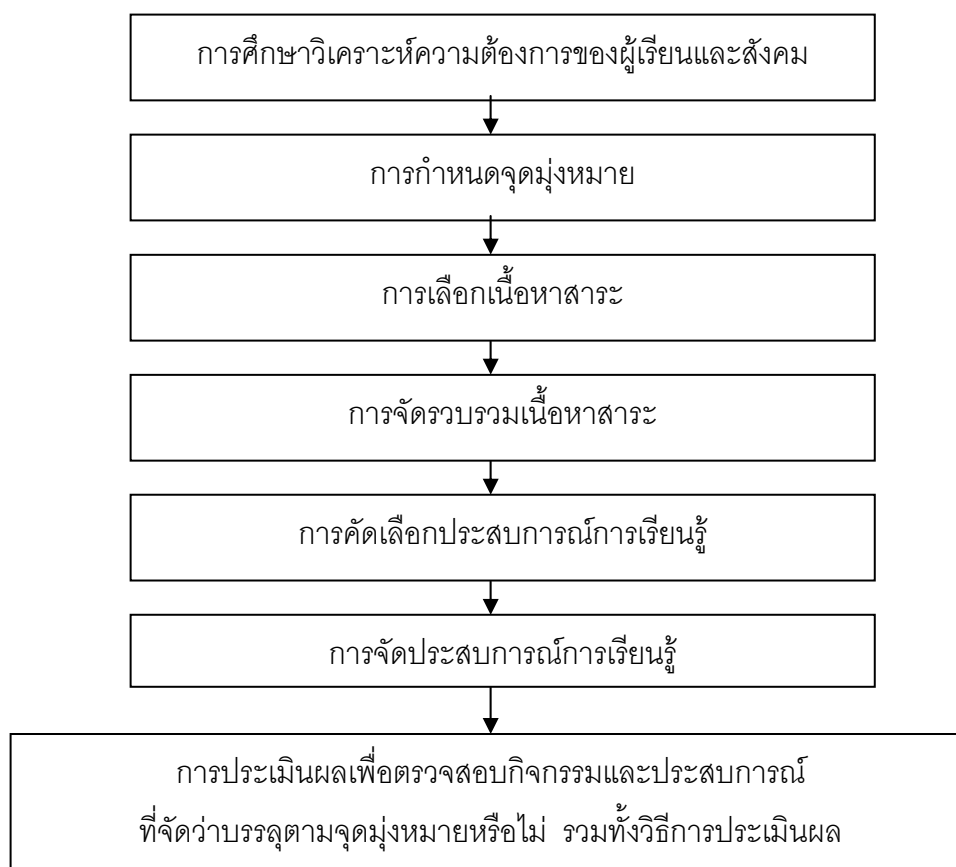 การศึกษาวิเคราะห์ความต้องการของผู้เรียนและสังคม
การกำหนดจุดมุ่งหมาย
การเลือกเนื้อหาสาระ
การจัดรวบรวมเนื้อหาสาระ
การคัดเลือกประสบการณ์การเรียนรู้
การจัดประสบการณ์การเรียนรู้
การประเมินผลเพื่อตรวจสอบกิจกรรมและประสบการณ์
ที่จัดว่าบรรลุตามจุดมุ่งหมายหรือไม่ รวมทั้งวิธีการประเมินผล